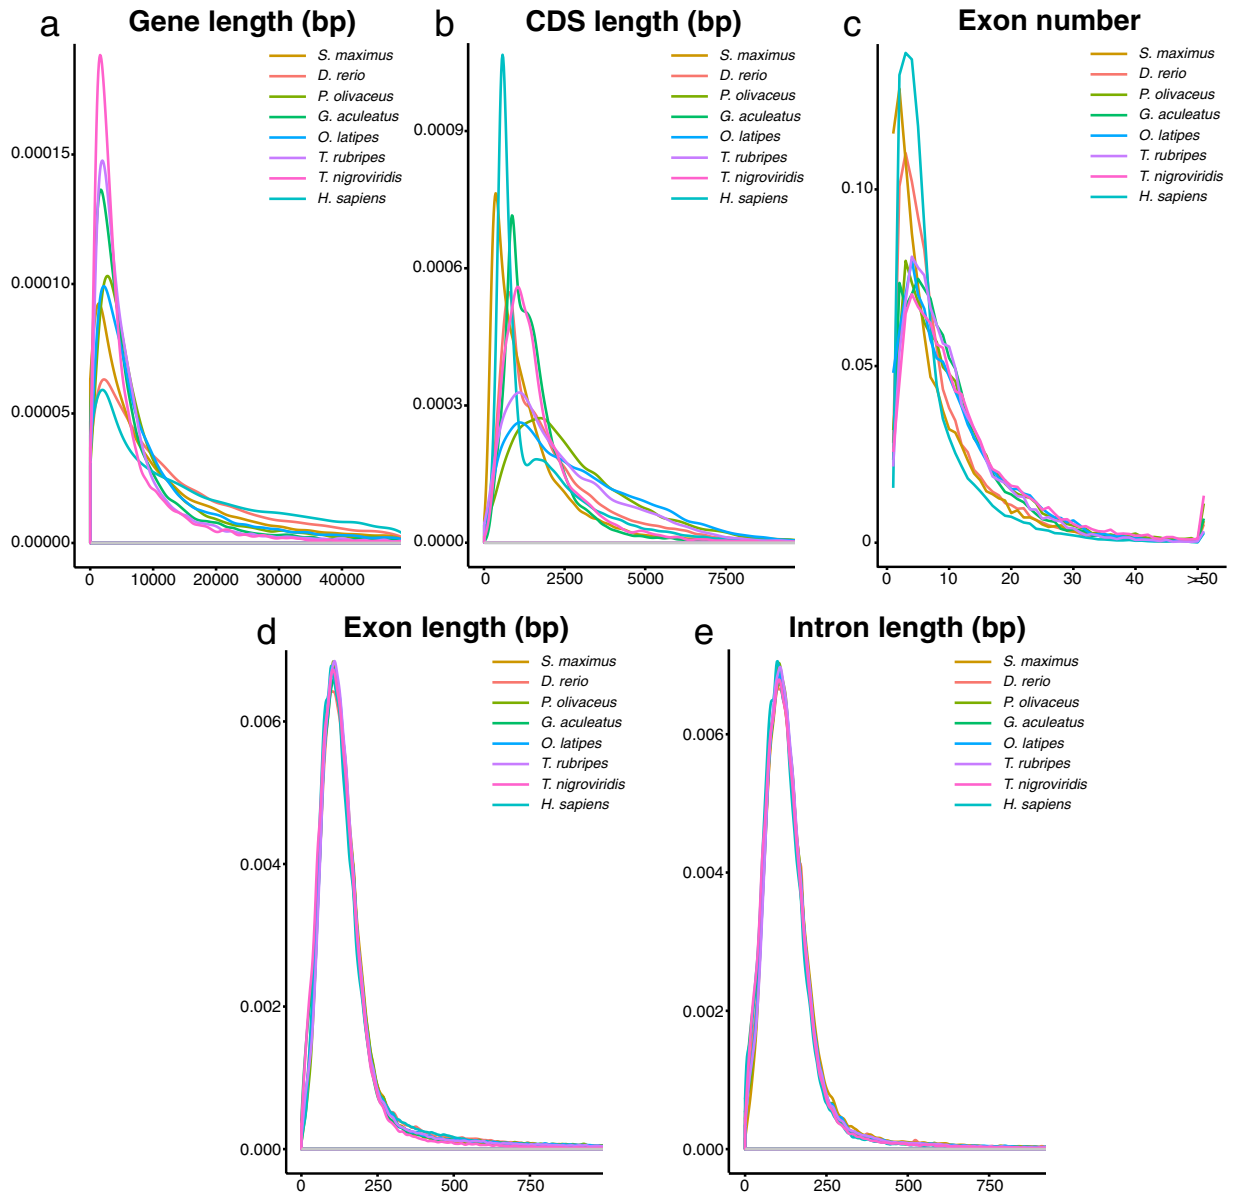 a Gene length (bp)
S. maximus
D. rerio
P. olivaceus
G. aculeatus
O. latipes
T. rubripes
T. nigroviridis
H. sapiens
0.00015
0.00010
0.00005
0.00000
0 10000 20000 30000 40000
b CDS length (bp)
S. maximus
D. rerio
P. olivaceus
G. aculeatus
O. latipes
T. rubripes
T. nigroviridis
H. sapiens
0.0009
0.0006
0.0003
0.0000
0 2500 5000 7500
c Exon number
S. maximus
D. rerio
P. olivaceus
G. aculeatus
O. latipes
T. rubripes
T. nigroviridis
H. sapiens
0.10
0.05
0
0 10 20 30 40 ≥50
d Exon length (bp)
S. maximus
D. rerio
P. olivaceus
G. aculeatus
O. latipes
T. rubripes
T. nigroviridis
H. sapiens
0.006
0.004
0.002
0.000
0 250 500 750
e Intron length (bp)
S. maximus
D. rerio
P. olivaceus
G. aculeatus
O. latipes
T. rubripes
T. nigroviridis
H. sapiens
0.006
0.004
0.002
0.000
0 250 500 750